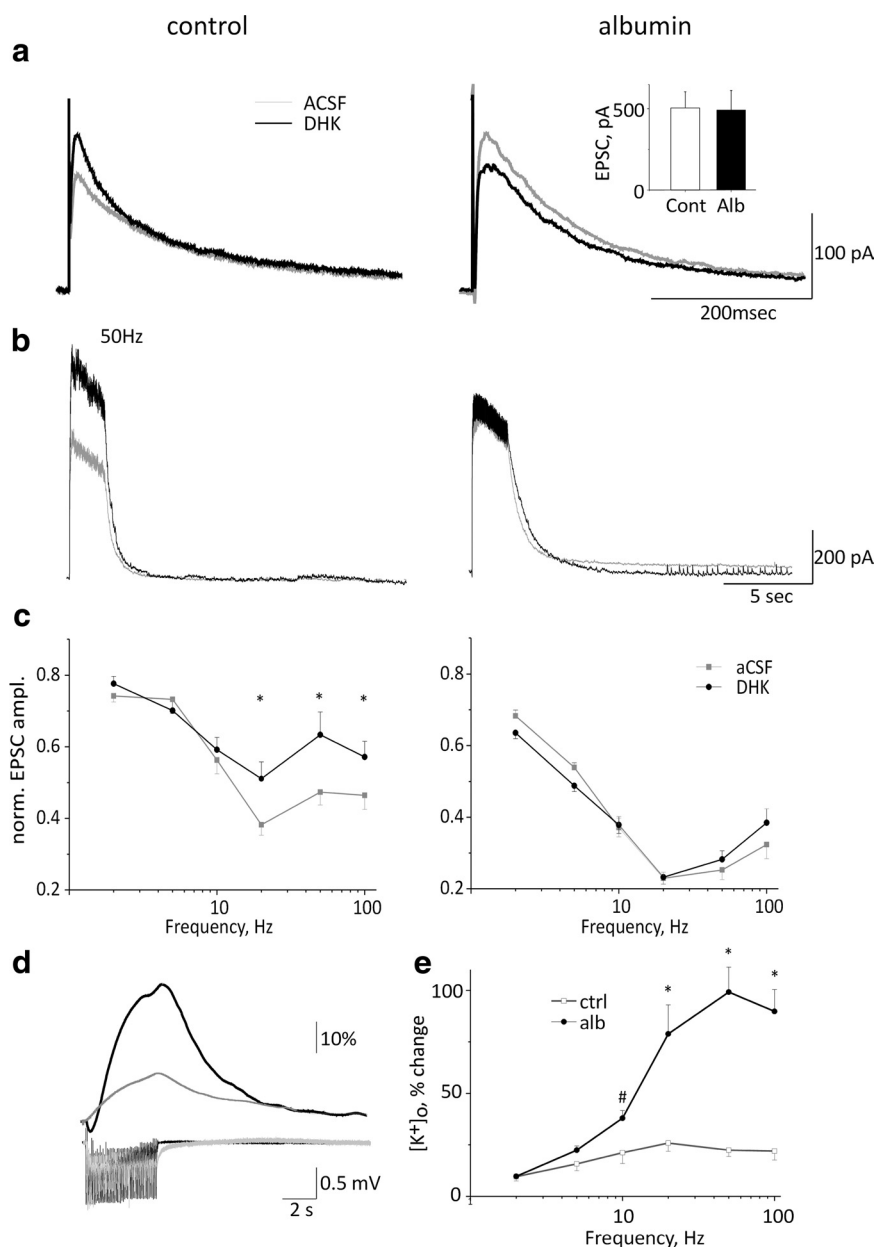 control
albumin
a
ACSF
DHK
EPSC, pA
500
0
Cont Alb
100 pA
200msec
b
50Hz
200 pA
5 sec
c
norm. EPSC ampl.
0.8
0.6
0.4
0.2
* * *
10 100
Frequency, Hz
0.8
0.6
0.4
0.2
aCSF
DHK
10 100
Frequency, Hz
d
10%
0.5 mV
2 s
e
[K+]o, % change
100
50
0
ctrl
alb
# * * *
10 100
Frequency, Hz